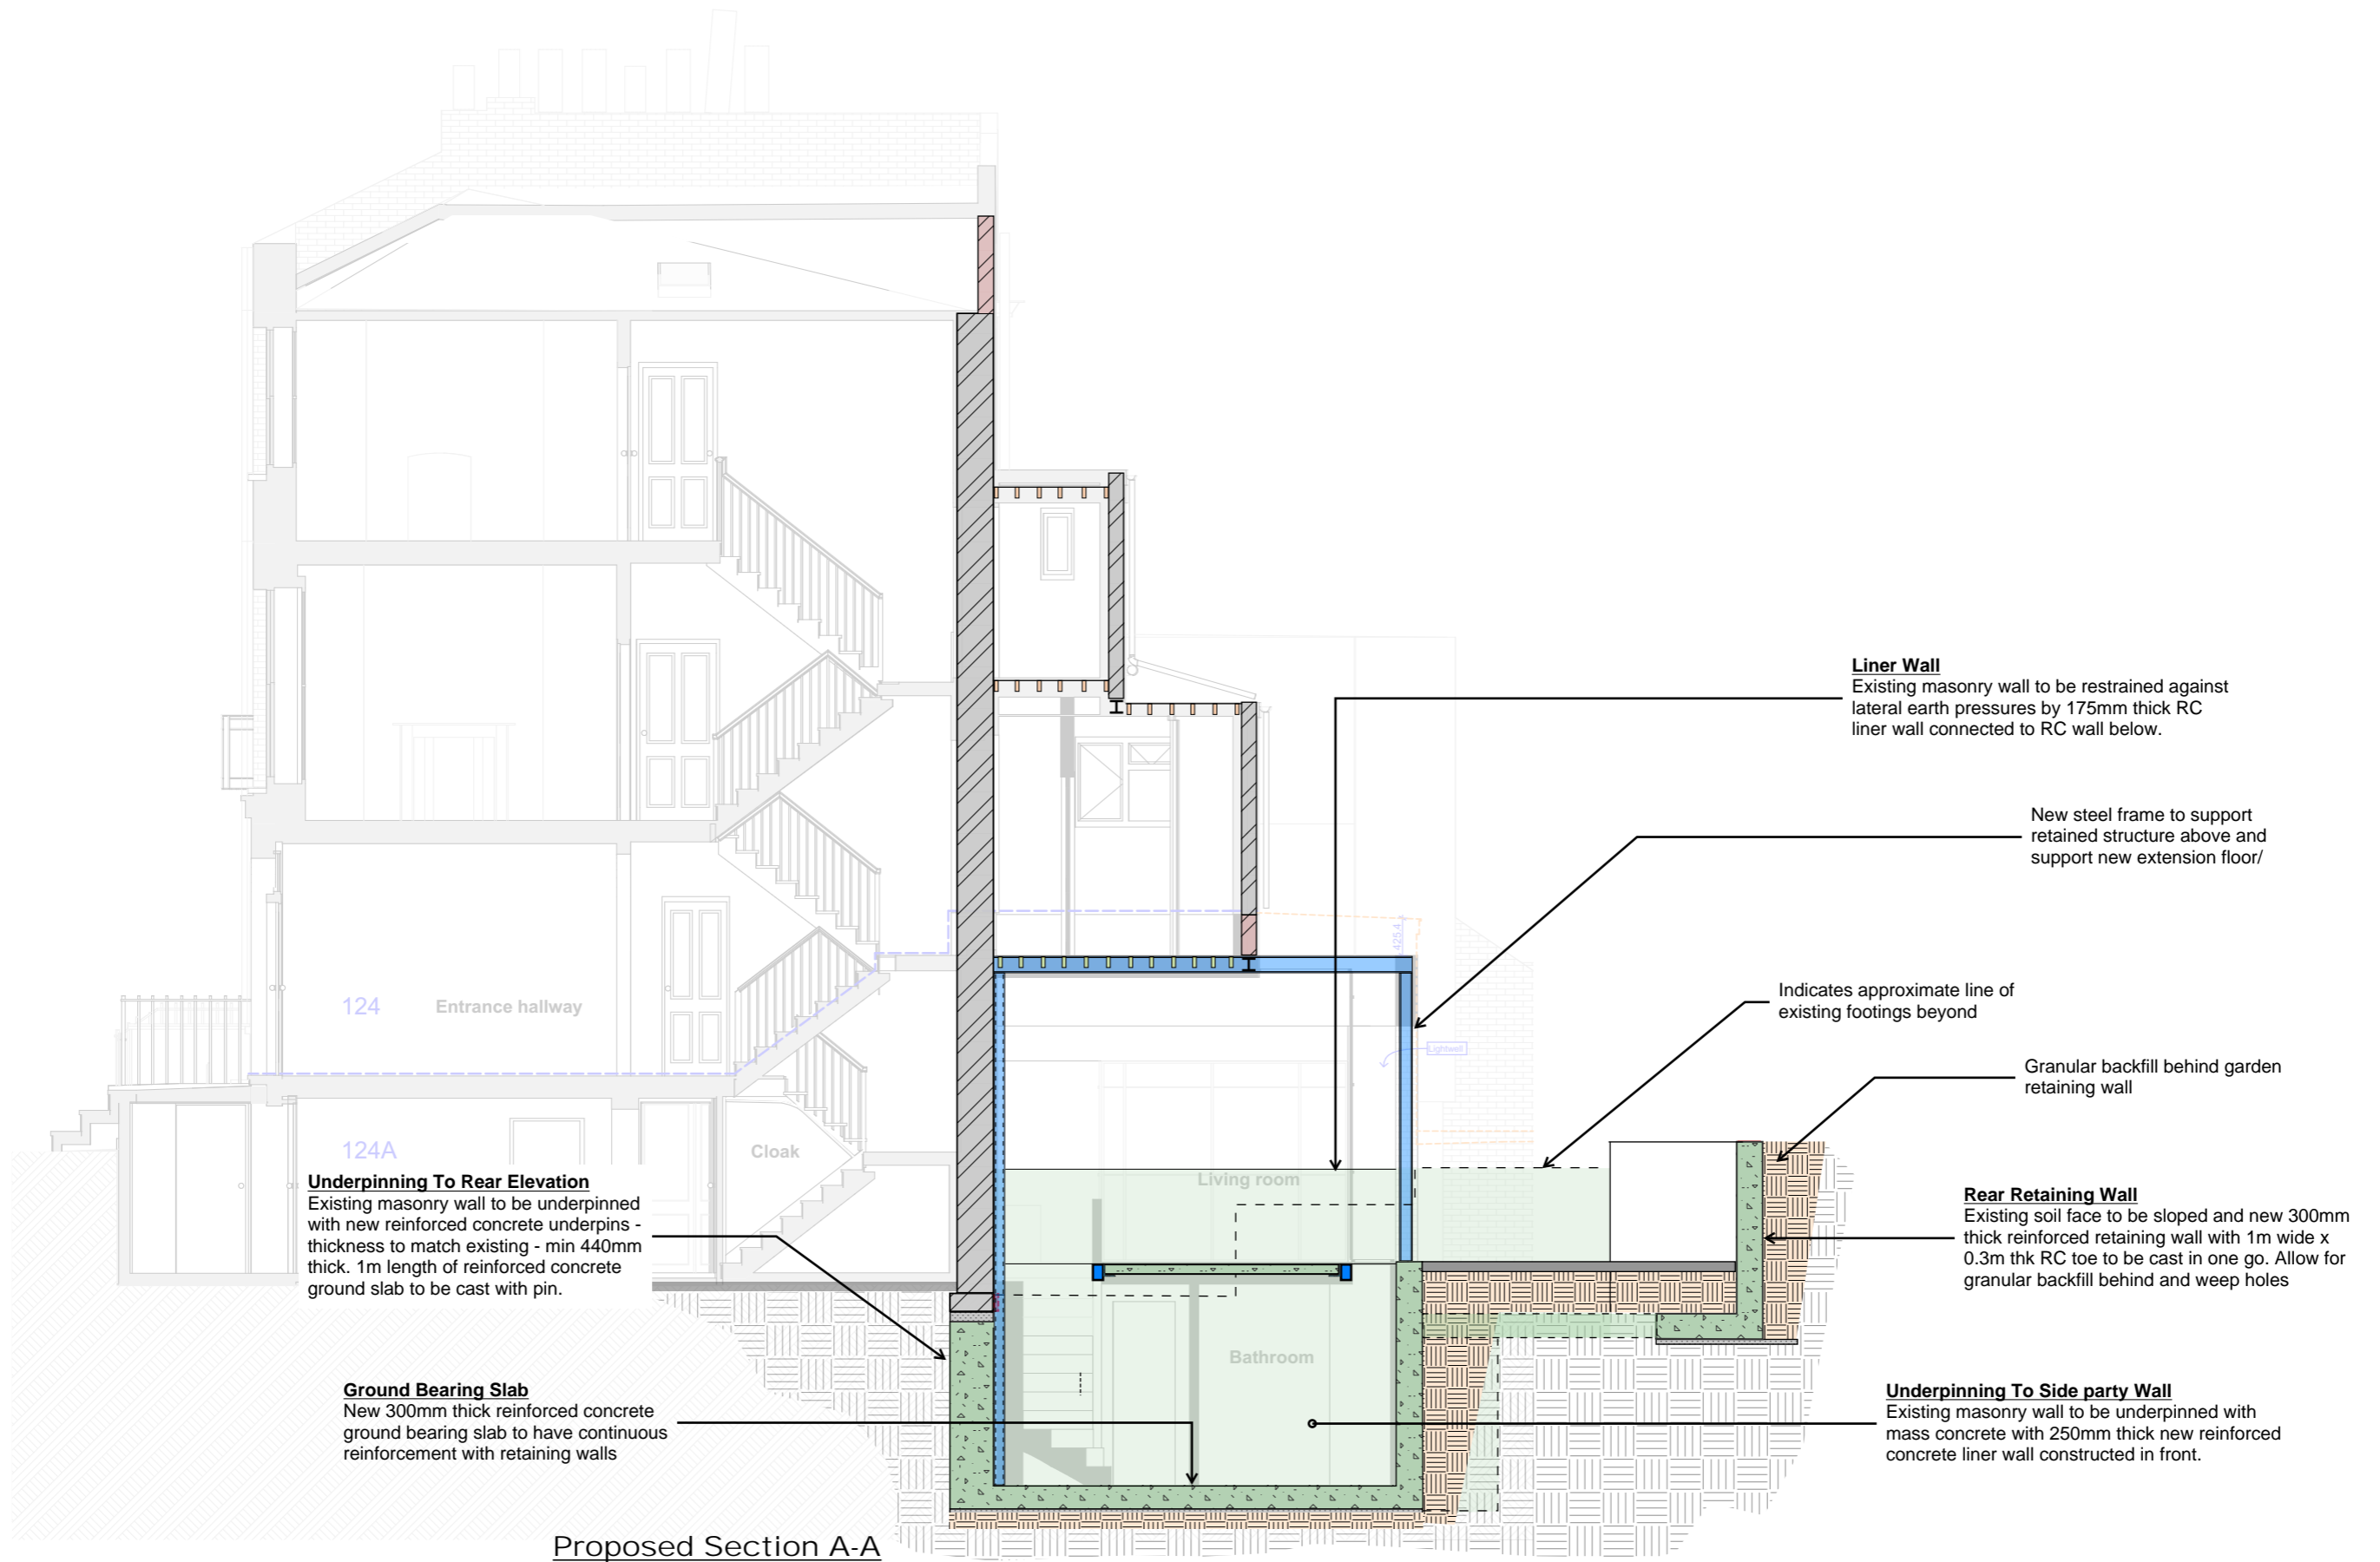 Liner Wall
Existing masonry wall to be restrained against
lateral earth pressures by 175mm thick RC
liner wall connected to RC wall below.
New steel frame to support
retained structure above and
support new extension floor/
425.4
Indicates approximate line of
existing footings beyond
124
Entrance hallway
Lightwell
Granular backfill behind garden
retaining wall
124A
Cloak
Living room
Underpinning To Rear Elevation
Existing masonry wall to be underpinned
with new reinforced concrete underpins -
thickness to match existing - min 440mm
thick. 1m length of reinforced concrete
ground slab to be cast with pin.
Rear Retaining Wall
Existing soil face to be sloped and new 300mm
thick reinforced retaining wall with 1m wide x
0.3m thk RC toe to be cast in one go. Allow for
granular backfill behind and weep holes
Bathroom
Ground Bearing Slab
New 300mm thick reinforced concrete
ground bearing slab to have continuous
reinforcement with retaining walls
Underpinning To Side party Wall
Existing masonry wall to be underpinned with
mass concrete with 250mm thick new reinforced
concrete liner wall constructed in front.
Proposed Section A-A